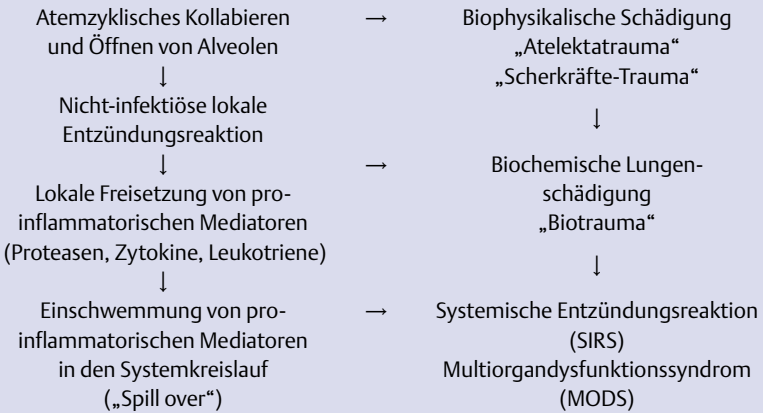 Atemzyklisches Kollabieren → Biophysikalische Schädigung
und Öffnen von Alveolen „Atelektatrauma“
↓ „Scherkräfte-Trauma“
Nicht-infektiöse lokale ↓
Entzündungsreaktion
↓ → Biochemische Lungen-
Lokale Freisetzung von pro- schädigung
inflammatorischen Mediatoren „Biotrauma“
(Proteasen, Zytokine, Leukotriene)
↓ ↓
Einschwemmung von pro- → Systemische Entzündungsreaktion
inflammatorischen Mediatoren (SIRS)
in den Systemkreislauf Multiorgandysfunktionssyndrom
(„Spill over“) (MODS)